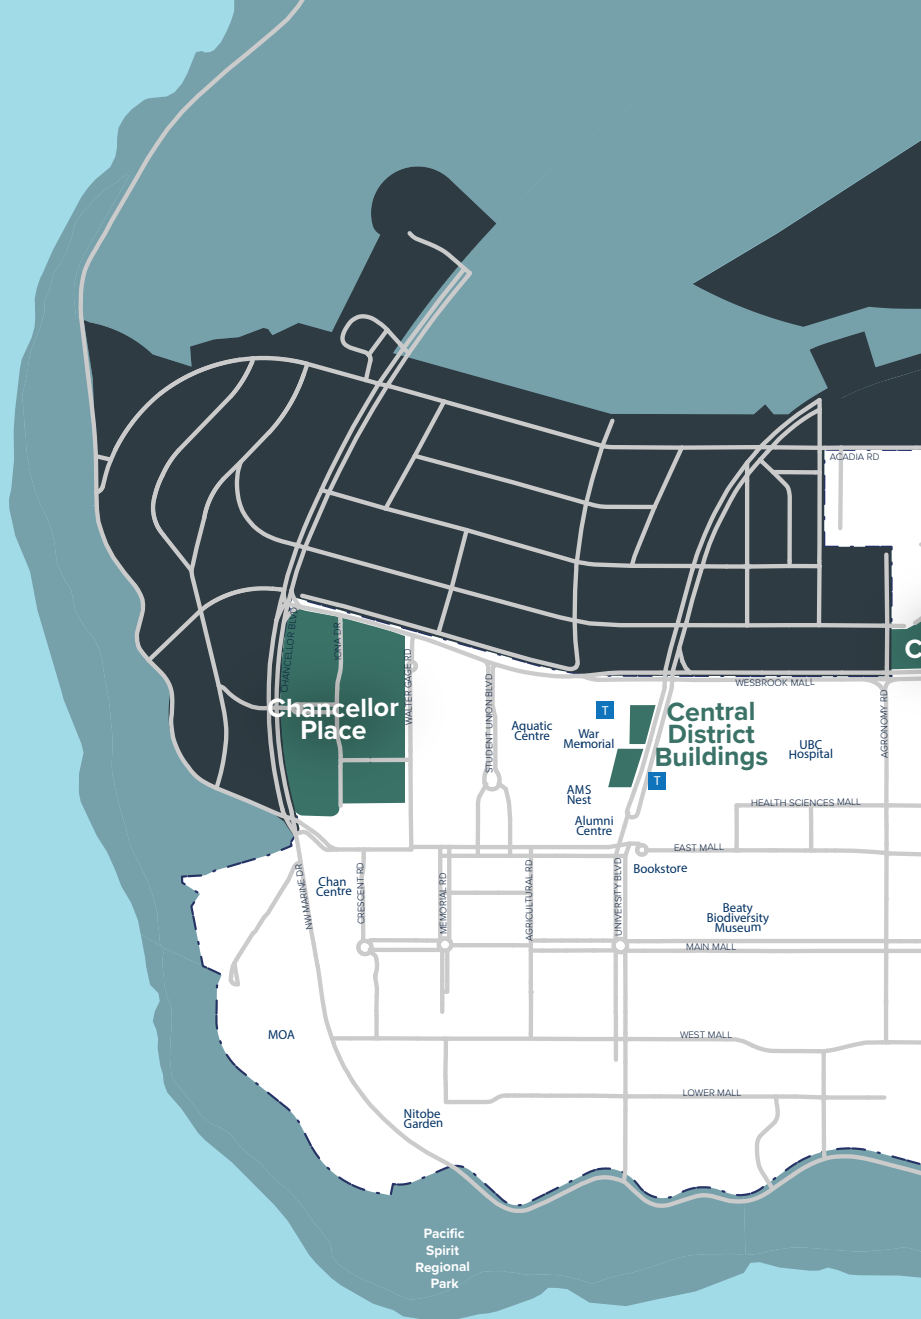 ACADIA RD
CHANCELLOR BLVD
IONA DR
WALTER GAGE RD
C
WESBROOK MALL
STUDENT UNION BLVD
AGRONOMY RD
Chancellor
Place
T
Central
District
Buildings
Aquatic
Centre
War
Memorial
UBC
Hospital
T
AMS
Nest
HEALTH SCIENCES MALL
Alumni
Centre
EAST MALL
Bookstore
NW MARINE DR
Chan
Centre
CRESCENT RD
MEMORIAL RD
AGRICULTURAL RD
UNIVERSITY BLVD
Beaty
Biodiversity
Museum
MAIN MALL
MOA
WEST MALL
LOWER MALL
Nitobe
Garden
Pacific
Spirit
Regional
Park